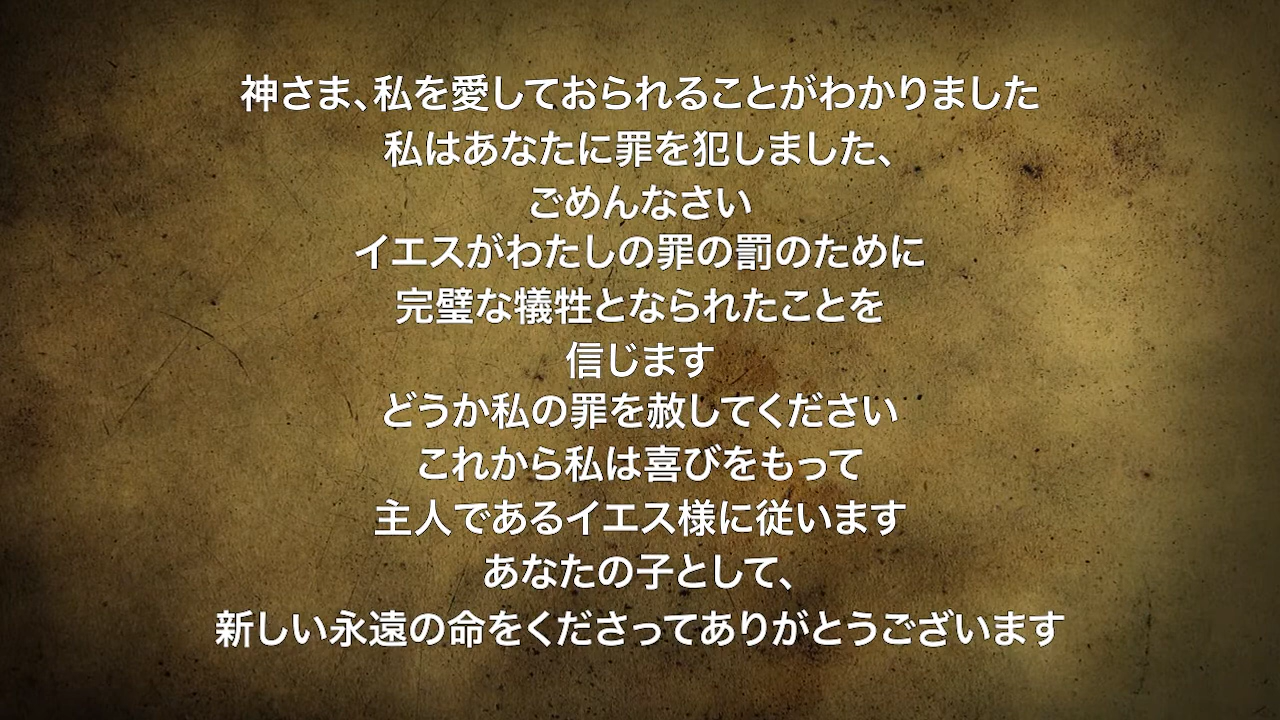 神さま、私を愛しておられることがわかりました
私はあなたに罪を犯しました、
ごめんなさい
イエスがわたしの罪の罰のために
完璧な犠牲となられたことを
信じます
どうか私の罪を赦してください
これから私は喜びをもって
主人であるイエス様に従います
あなたの子として、
新しい永遠の命をくださってありがとうございます